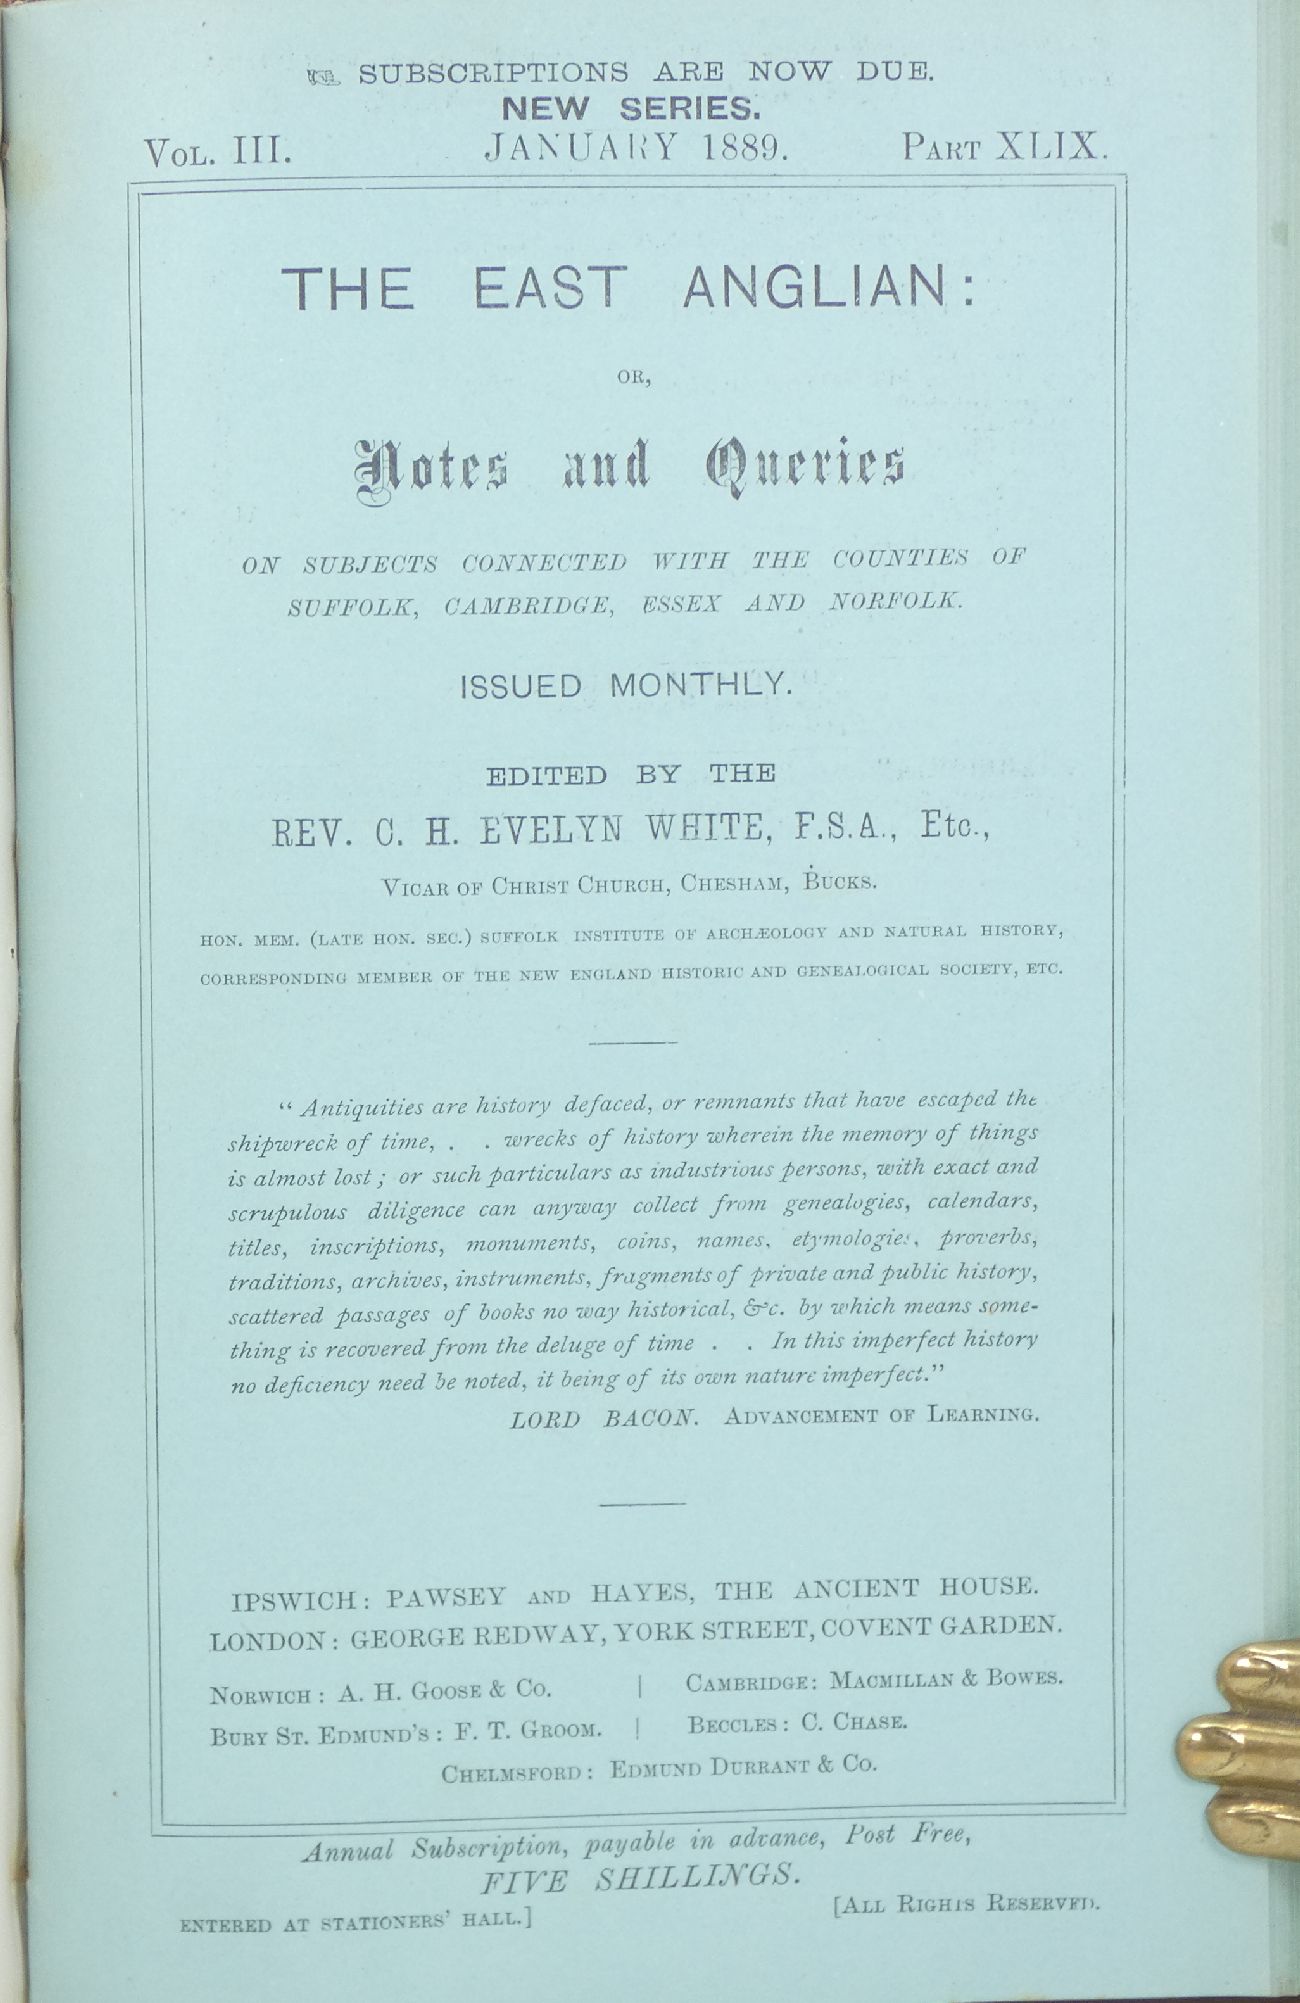 SUBSCRIPTIONS ARE NOW DUE.
NEW SERIES.
VOL. III. JANUARY 1889. PART XLIX.
THE EAST ANGLIAN:
OR,
Notes and Queries
ON SUBJECTS CONNECTED WITH THE COUNTIES OF
SUFFOLK, CAMBRIDGE, ESSEX AND NORFOLK.
ISSUED MONTHLY.
EDITED BY THE
REV. C. H. EVELYN WHITE, F.S.A., Etc.,
VICAR OF CHRIST CHURCH, CHESHAM, BUCKS.
HON. MEM. (LATE HON. SEC.) SUFFOLK INSTITUTE OF ARCHÆOLOGY AND NATURAL HISTORY,
CORRESPONDING MEMBER OF THE NEW ENGLAND HISTORIC AND GENEALOGICAL SOCIETY, ETC.
“ Antiquities are history defaced, or remnants that have escaped the
shipwreck of time, . . wrecks of history wherein the memory of things
is almost lost ; or such particulars as industrious persons, with exact and
scrupulous diligence can anyway collect from genealogies, calendars,
titles, inscriptions, monuments, coins, names, etymologies, proverbs,
traditions, archives, instruments, fragments of private and public history,
scattered passages of books no way historical, &c. by which means some-
thing is recovered from the deluge of time . . In this imperfect history
no deficiency need be noted, it being of its own nature imperfect.”
LORD BACON. ADVANCEMENT OF LEARNING.
IPSWICH : PAWSEY AND HAYES, THE ANCIENT HOUSE.
LONDON : GEORGE REDWAY, YORK STREET, COVENT GARDEN.
NORWICH : A. H. GOOSE & CO. | CAMBRIDGE : MACMILLAN & BOWES.
BURY ST. EDMUND'S : F. T. GROOM. | BECCLES : C. CHASE.
CHELMSFORD : EDMUND DURRANT & CO.
Annual Subscription, payable in advance, Post Free,
FIVE SHILLINGS.
ENTERED AT STATIONERS' HALL.] [ALL RIGHTS RESERVED.